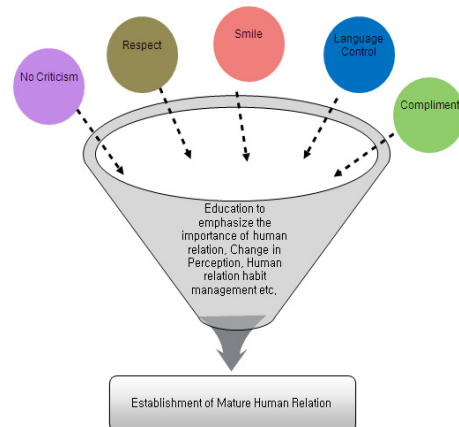 No Criticism
Respect
Smile
Language
Control
Compliment
Education to
emphasize the
importance of human
relation, Change in
Perception, Human
relation habit
management etc.
Establishment of Mature Human Relation